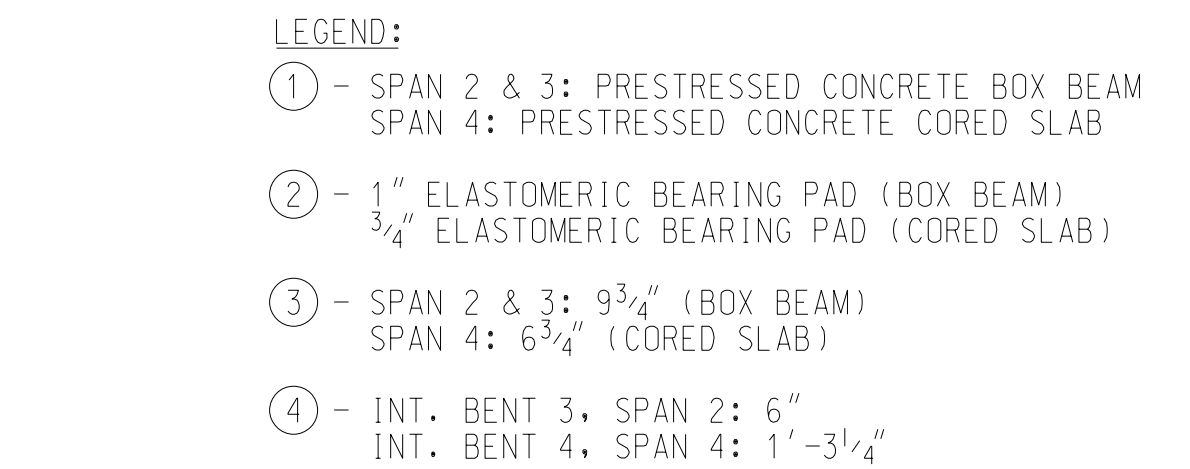 LEGEND:
1 - SPAN 2 & 3: PRESTRESSED CONCRETE BOX BEAM
SPAN 4: PRESTRESSED CONCRETE CORED SLAB
2 - 1" ELASTOMERIC BEARING PAD (BOX BEAM)
3/4" ELASTOMERIC BEARING PAD (CORED SLAB)
3 - SPAN 2 & 3: 9 3/4" (BOX BEAM)
SPAN 4: 6 3/4" (CORED SLAB)
4 - INT. BENT 3, SPAN 2: 6"
INT. BENT 4, SPAN 4: 1'-3 1/4"